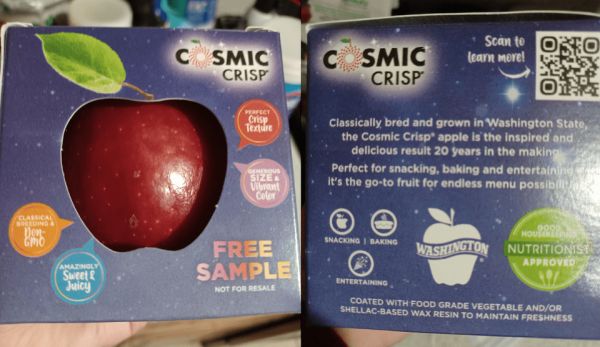 COSMIC
CRISP®
PERFECT
Crisp
Texture
GENEROUS
SIZE &
Vibrant
Color
CLASSICAL
BREEDING &
Non-
GMO
AMAZINGLY
Sweet &
Juicy
FREE
SAMPLE
NOT FOR RESALE
COSMIC
CRISP®
Scan to
learn more!
Classically bred and grown in Washington State,
the Cosmic Crisp® apple is the inspired and
delicious result 20 years in the making.
Perfect for snacking, baking and entertaining
it's the go-to fruit for endless menu
SNACKING | BAKING
ENTERTAINING
WASHINGTON
GOOD
HOUSEKEEPING
NUTRITIONIST
APPROVED
COATED WITH FOOD GRADE VEGETABLE AND/OR
SHELLAC-BASED WAX RESIN TO MAINTAIN FRESHNESS